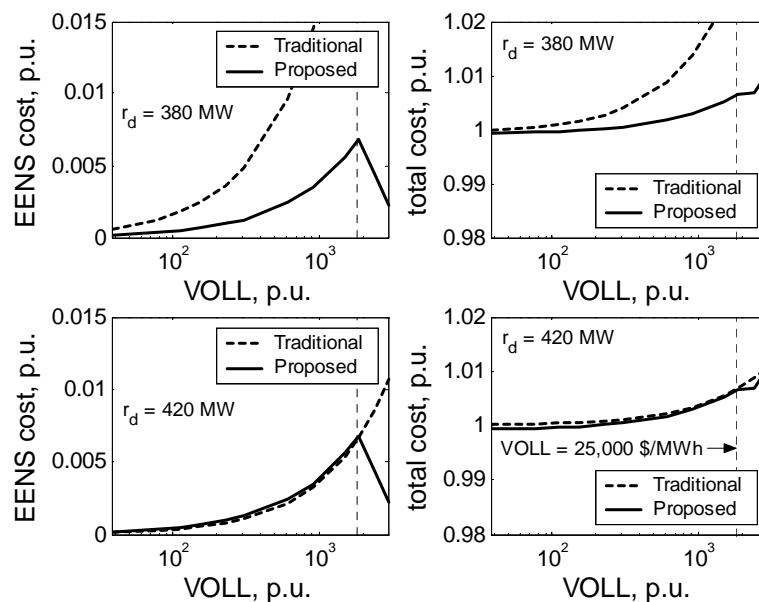 0.015
0.01
0.005
0
EENS cost, p.u.
Traditional
Proposed
r_d = 380 MW
10^2
10^3
VOLL, p.u.
1.02
1.01
1
0.99
0.98
total cost, p.u.
r_d = 380 MW
Traditional
Proposed
10^2
10^3
VOLL, p.u.
0.015
0.01
0.005
0
EENS cost, p.u.
Traditional
Proposed
r_d = 420 MW
10^2
10^3
VOLL, p.u.
1.02
1.01
1
0.99
0.98
total cost, p.u.
r_d = 420 MW
VOLL = 25,000 $/MWh
Traditional
Proposed
10^2
10^3
VOLL, p.u.